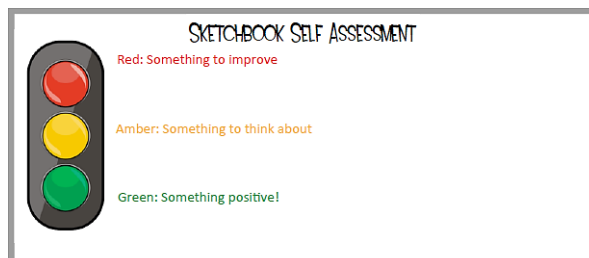 Sketchbook Self Assessment
Red: Something to improve
Amber: Something to think about
Green: Something positive!